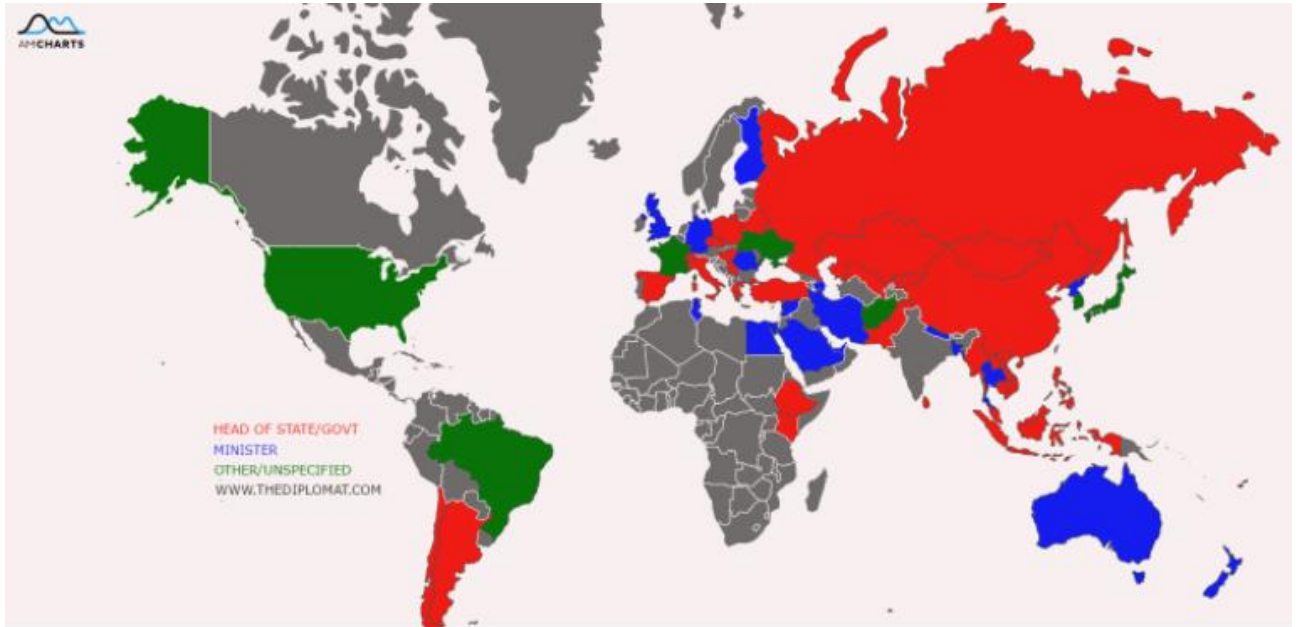 AMCHARTS
HEAD OF STATE/GOVT
MINISTER
OTHER/UNSPECIFIED
WWW.THEDIPLOMAT.COM